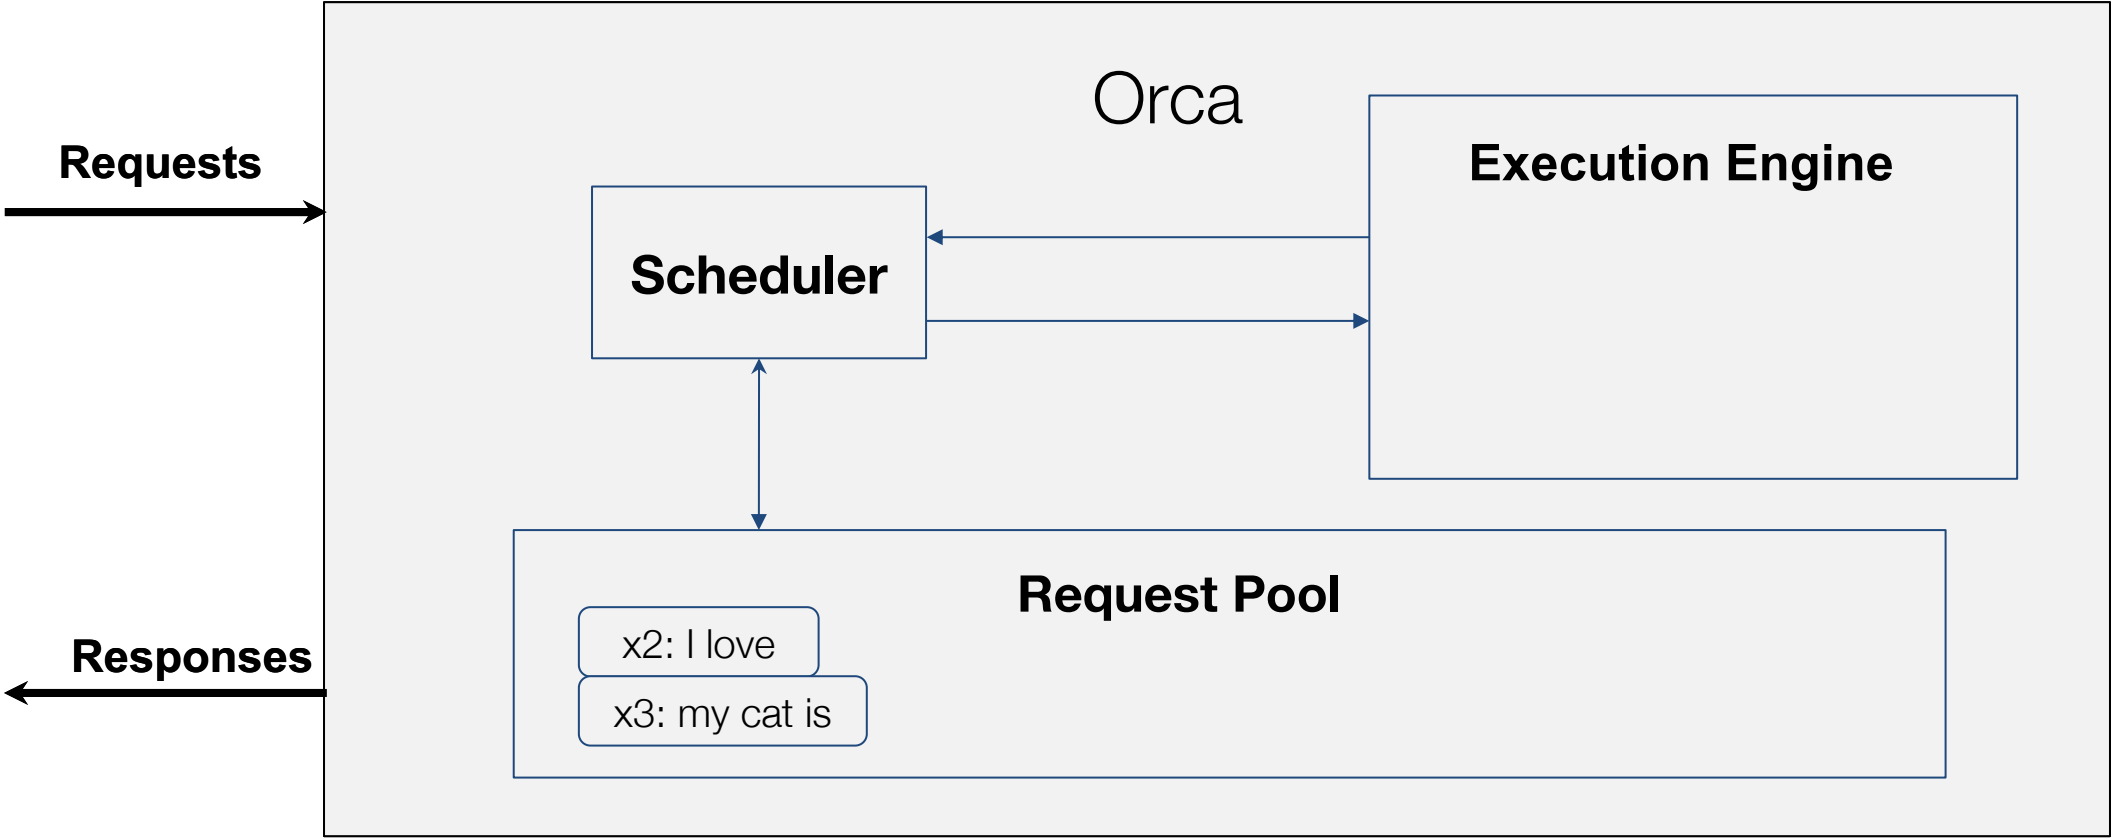 Orca
Requests
Execution Engine
Scheduler
Request Pool
x2: I love
x3: my cat is
Responses